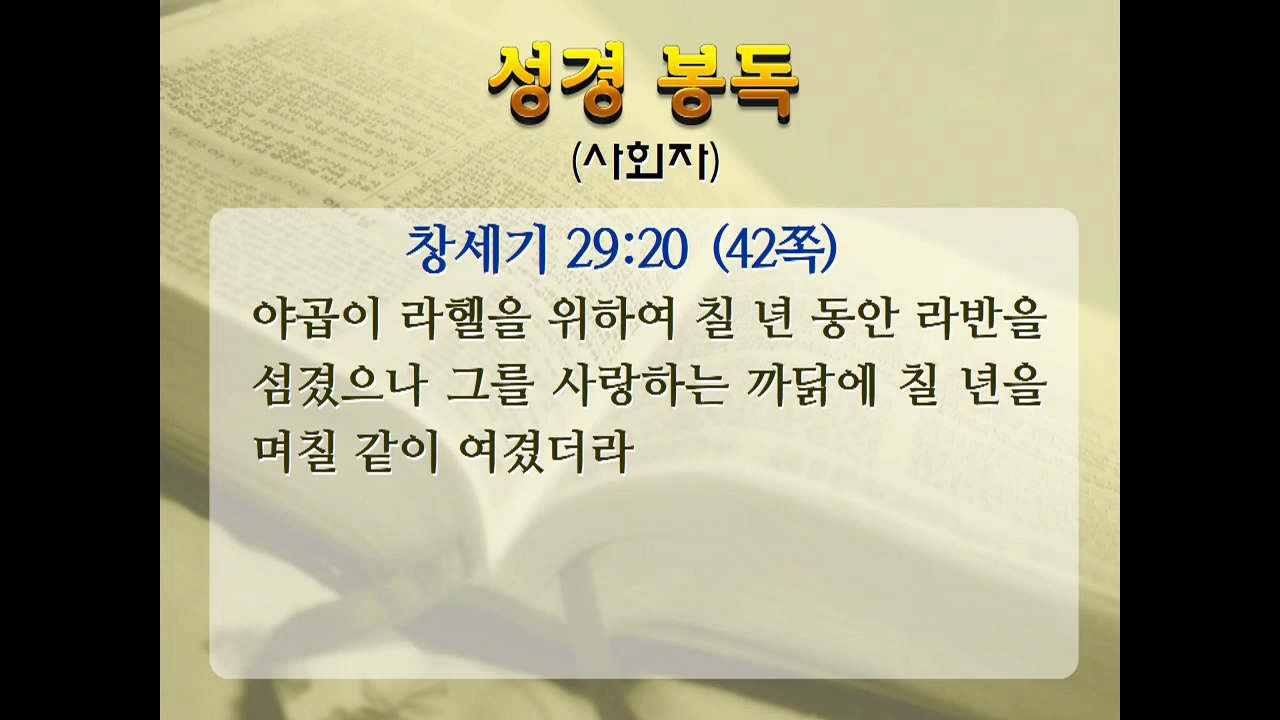 성경 봉독
(사회자)
창세기 29:20 (42쪽)
야곱이 라헬을 위하여 칠 년 동안 라반을
섬겼으나 그를 사랑하는 까닭에 칠 년을
며칠 같이 여겼더라